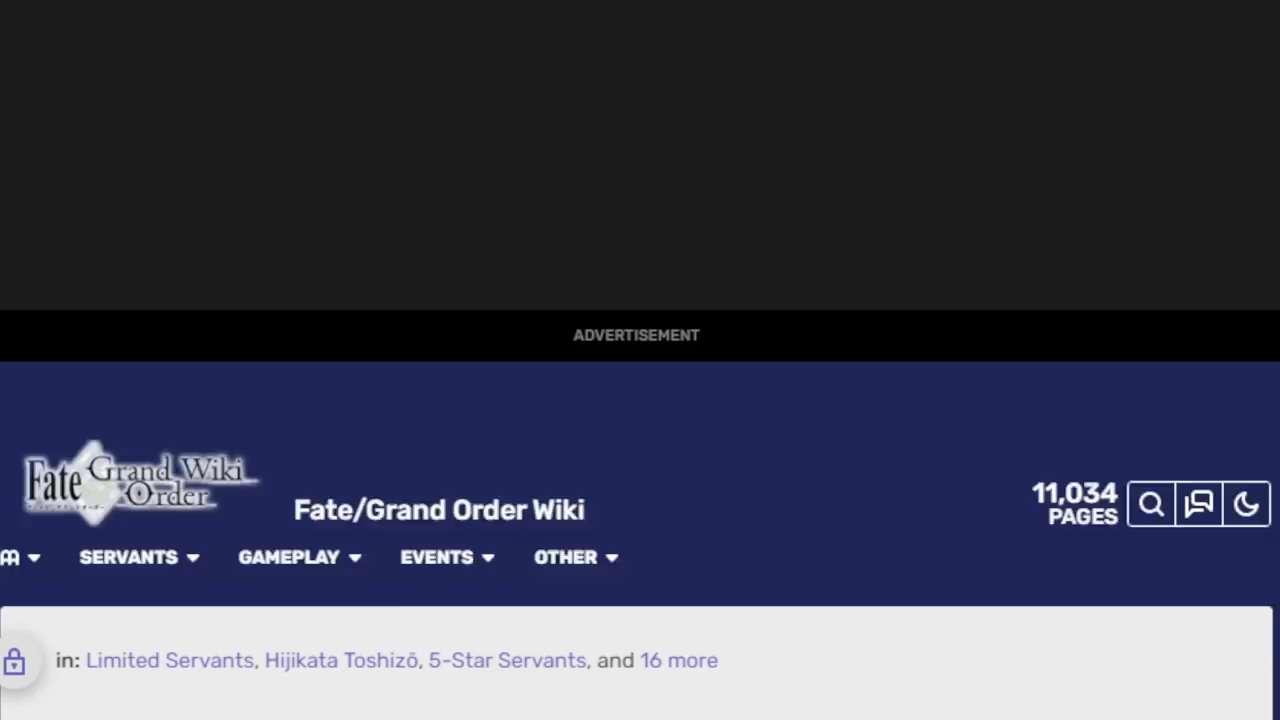 ADVERTISEMENT
Fate Grand Wiki
Order
Fate/Grand Order Wiki
11,034
PAGES
SERVANTS
GAMEPLAY
EVENTS
OTHER
in: Limited Servants, Hijikata Toshizō, 5-Star Servants, and 16 more